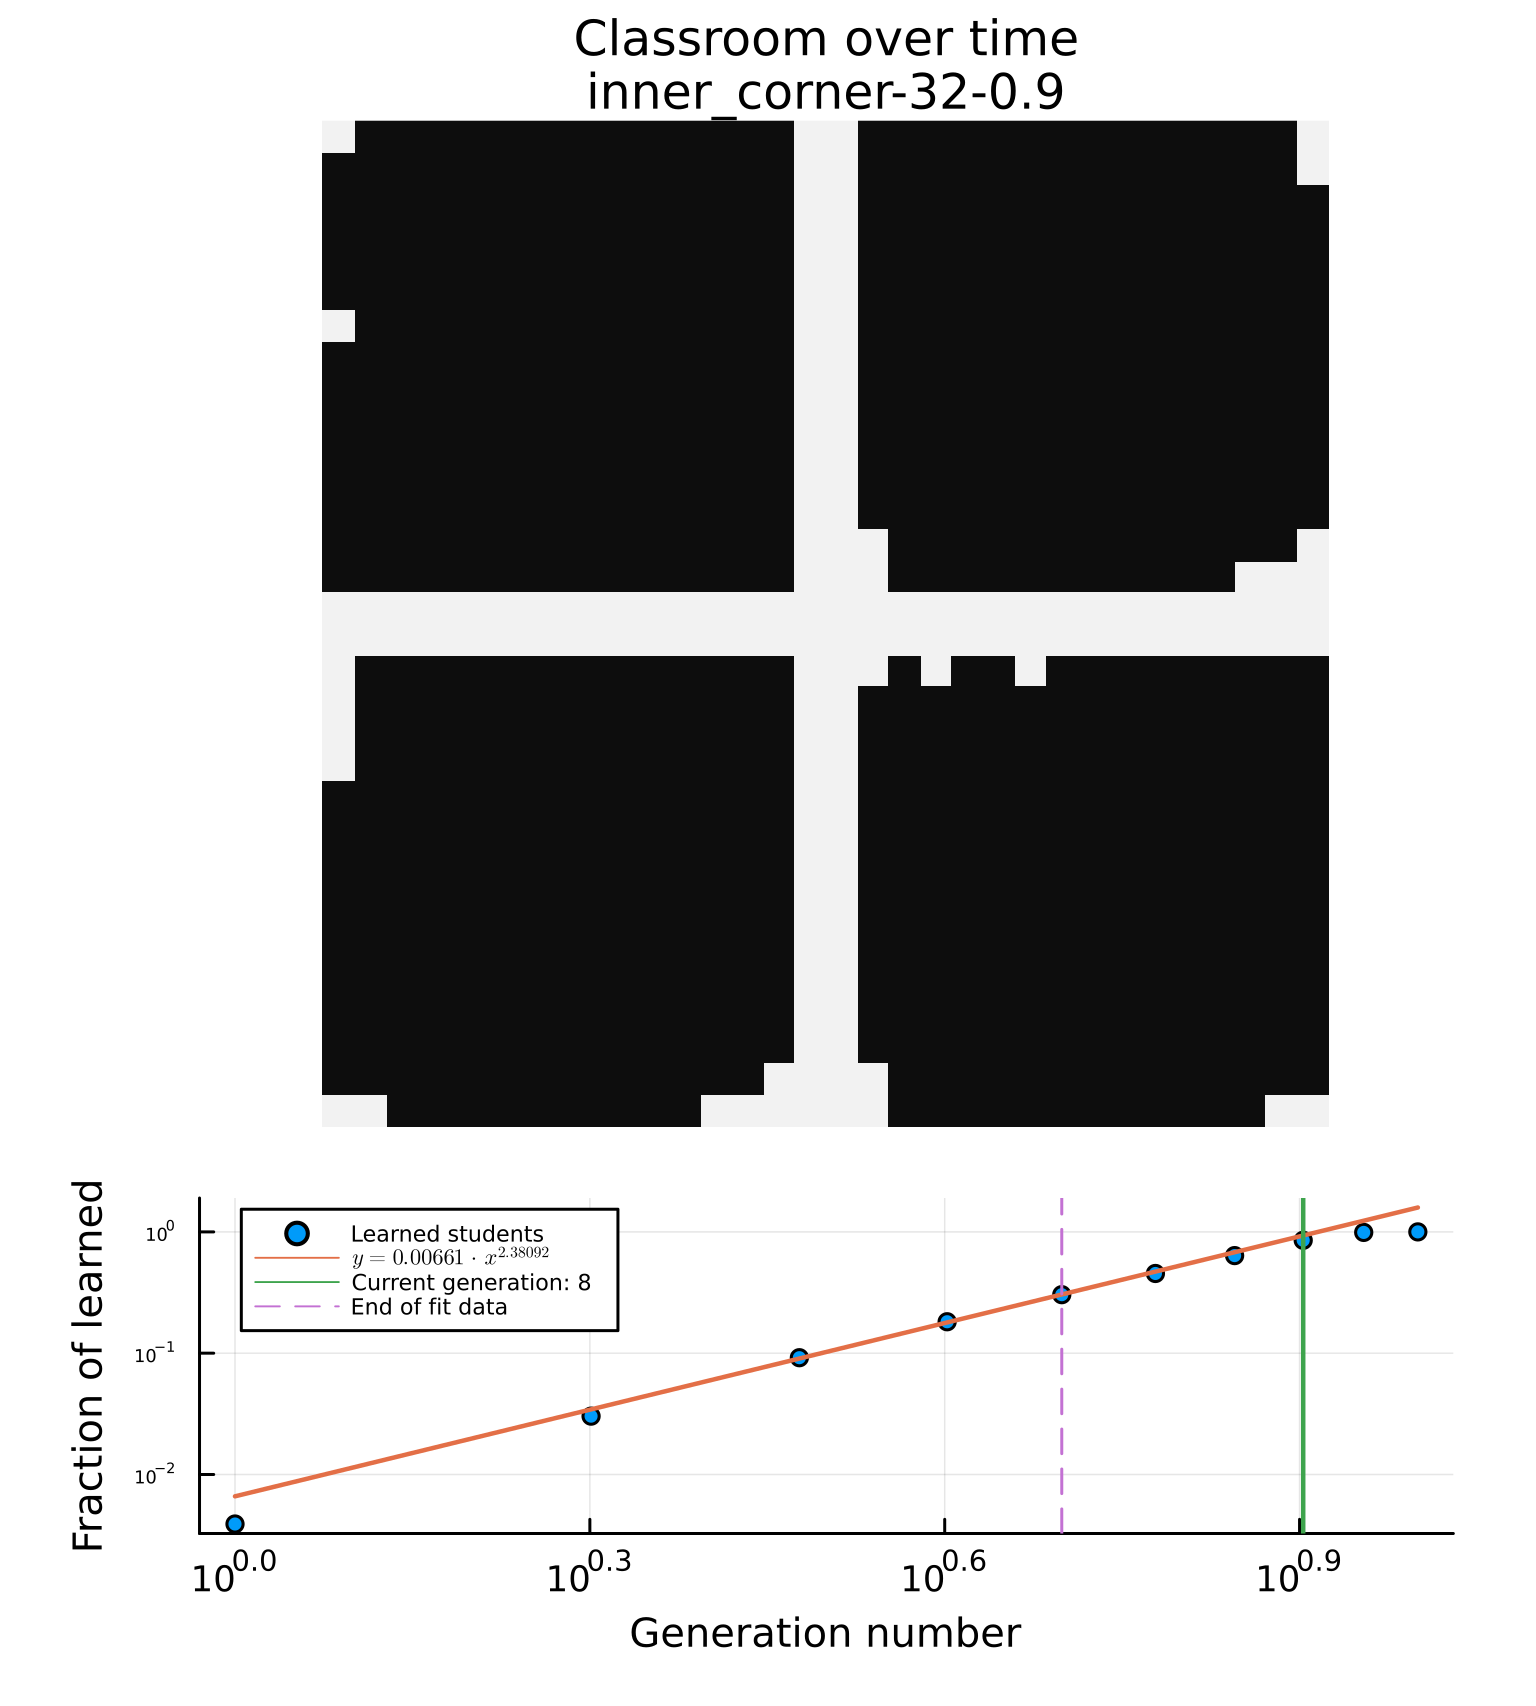 Classroom over time
inner_corner-32-0.9
Fraction of learned
10^0
10^-1
10^-2
Learned students
y = 0.00661 · x^2.38092
Current generation: 8
End of fit data
10^0.0 10^0.3 10^0.6 10^0.9
Generation number